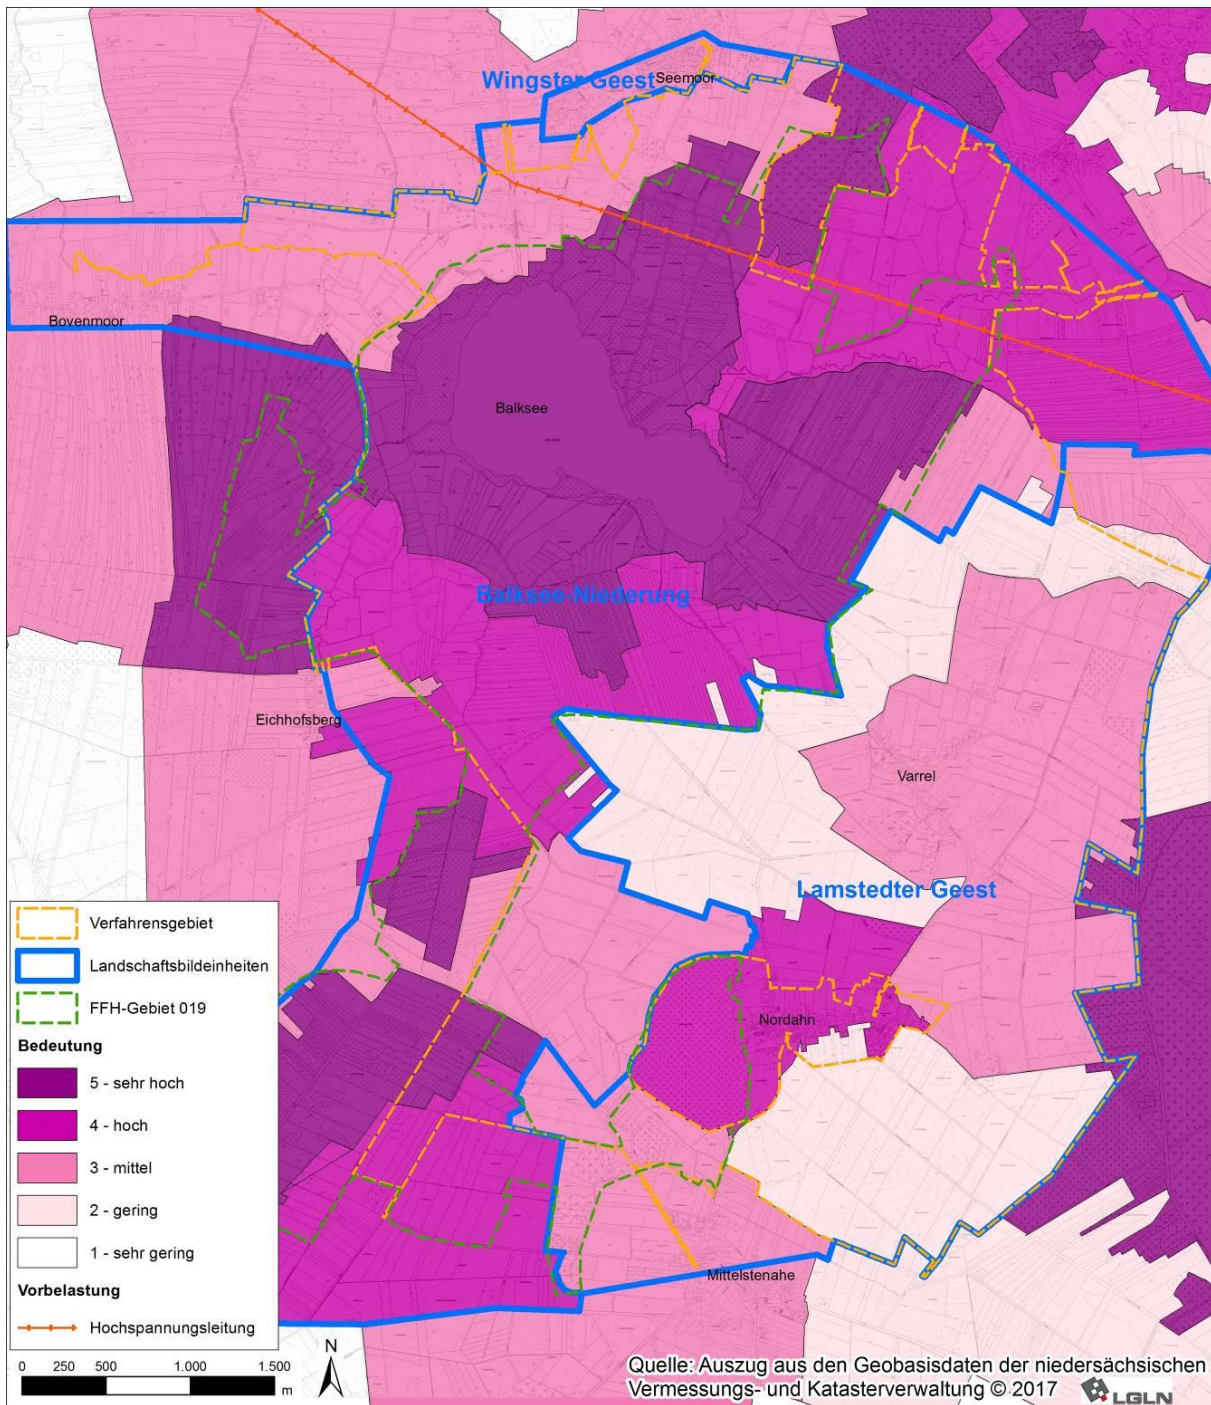 Wingster Geest
Seemoor
Bovenmoor
Balksee
Balksee-Niederung
Eichhofsberg
Varrel
Lamstedter Geest
Nordahn
Mittelstenahe
Verfahrensgebiet
Landschaftsbildeinheiten
FFH-Gebiet 019
Bedeutung
5 - sehr hoch
4 - hoch
3 - mittel
2 - gering
1 - sehr gering
Vorbelastung
Hochspannungsleitung
0 250 500 1.000 1.500
m
N
Quelle: Auszug aus den Geobasisdaten der niedersächsischen
Vermessungs- und Katasterverwaltung © 2017
LGLN